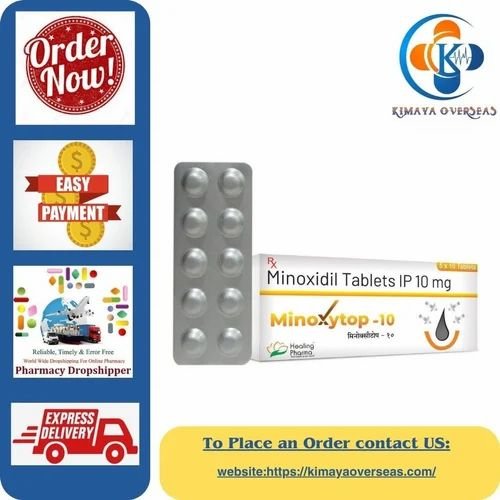 Order
Now!
KIMAYA OVERSEAS
EASY
PAYMENT
Reliable, Timely & Error Free
World Wide Dropshipping For Online Pharmacy
Pharmacy Dropshipper
EXPRESS
DELIVERY
Rx
5 x 10 Tablets
Minoxidil Tablets IP 10 mg
Minoxytop -10
मिनोक्सीटोप - १०
Healing
Pharma
To Place an Order contact US:
website:https://kimayaoverseas.com/